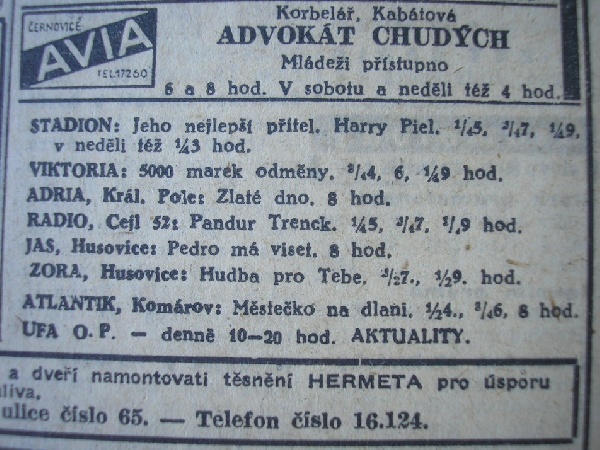 ČERNOVICE
AVIA
TEL.17260
Korbelář, Kabátová
ADVOKÁT CHUDÝCH
Mládeži přístupno
6 a 8 hod. V sobotu a neděli též 4 hod.
STADION: Jeho nejlepší přítel. Harry Piel. ¼5, ¾7, ¼9,
v neděli též ¼3 hod.
VIKTORIA: 5000 marek odměny. ¾4, 6, ¼9 hod.
ADRIA, Král. Pole: Zlaté dno. 8 hod.
RADIO, Cejl 52: Pandur Trenck. ¼5, ¾7, ¼9 hod.
JAS, Husovice: Pedro má viset. 8 hod.
ZORA, Husovice: Hudba pro Tebe. ½7., ½9. hod.
ATLANTIK, Komárov: Městečko na dlani. ½4., ¾6, 8 hod.
UFA O. P. — denně 10—20 hod. AKTUALITY.
a dveří namontovati těsnění HERMETA pro úsporu
ulice číslo 65. — Telefon číslo 16.124.